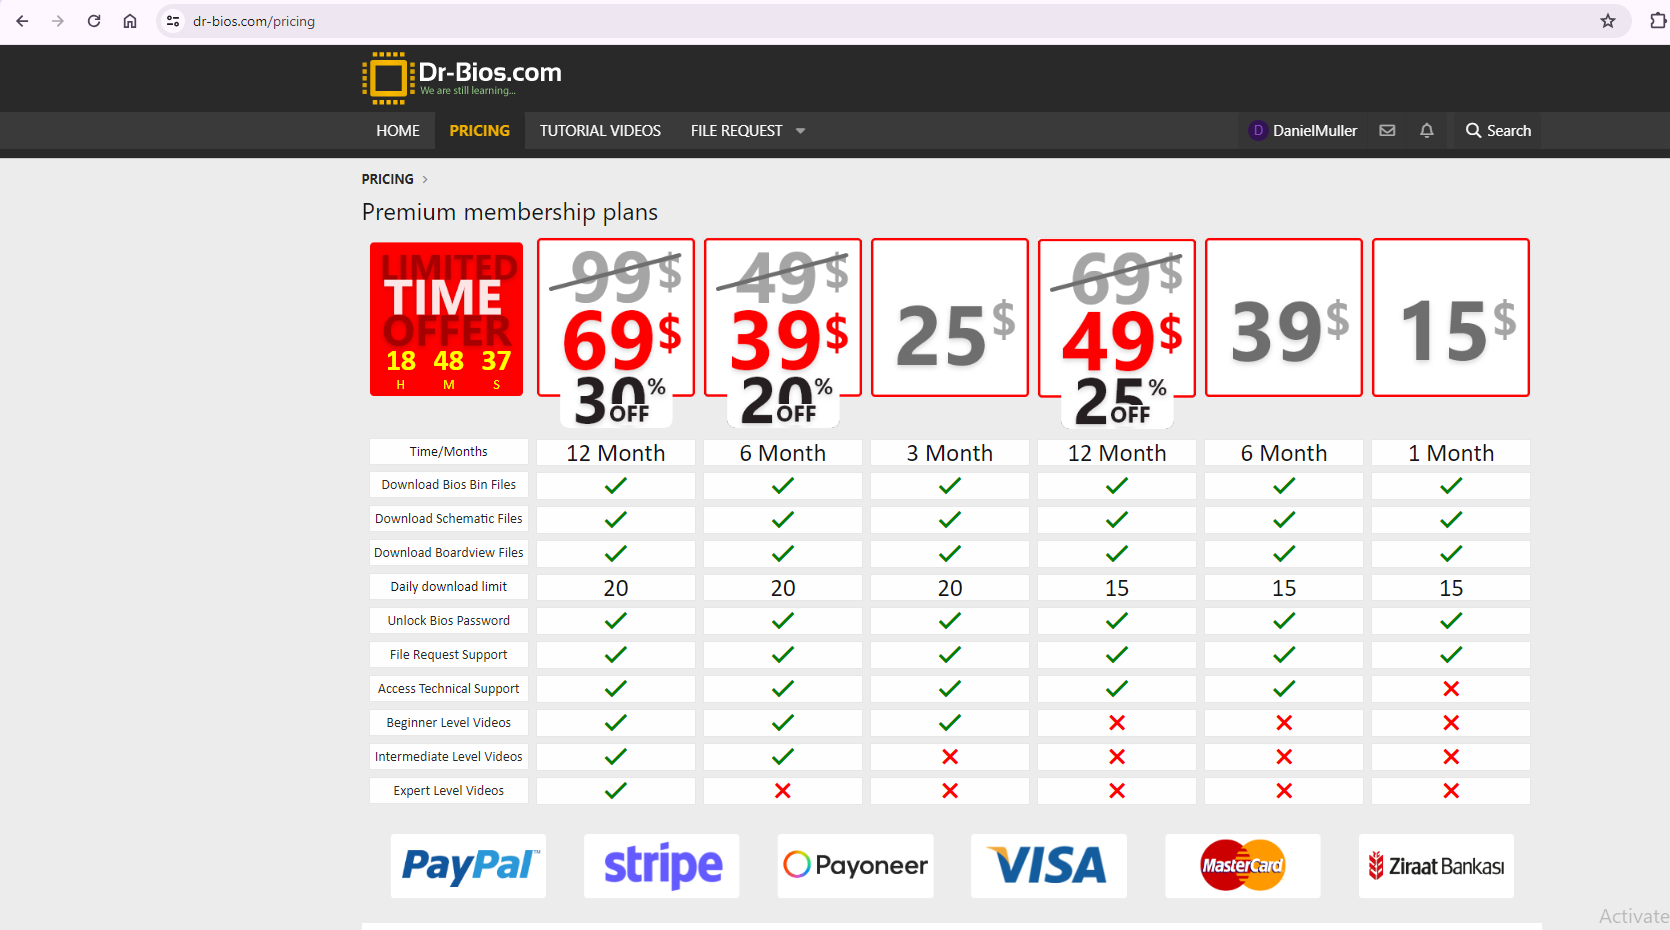 dr-bios.com/pricing
Dr-Bios.com
We are still learning...
HOME PRICING TUTORIAL VIDEOS FILE REQUEST D DanielMuller Search
PRICING
Premium membership plans
LIMITED
TIME
OFFER
18 48 37
H M S
99$
69$
30%
OFF
49$
39$
20%
OFF
25$
69$
49$
25%
OFF
39$
15$
Time/Months 12 Month 6 Month 3 Month 12 Month 6 Month 1 Month
Download Bios Bin Files
Download Schematic Files
Download Boardview Files
Daily download limit 20 20 20 15 15 15
Unlock Bios Password
File Request Support
Access Technical Support
Beginner Level Videos
Intermediate Level Videos
Expert Level Videos
PayPal™ stripe Payoneer VISA MasterCard Ziraat Bankası
Activate